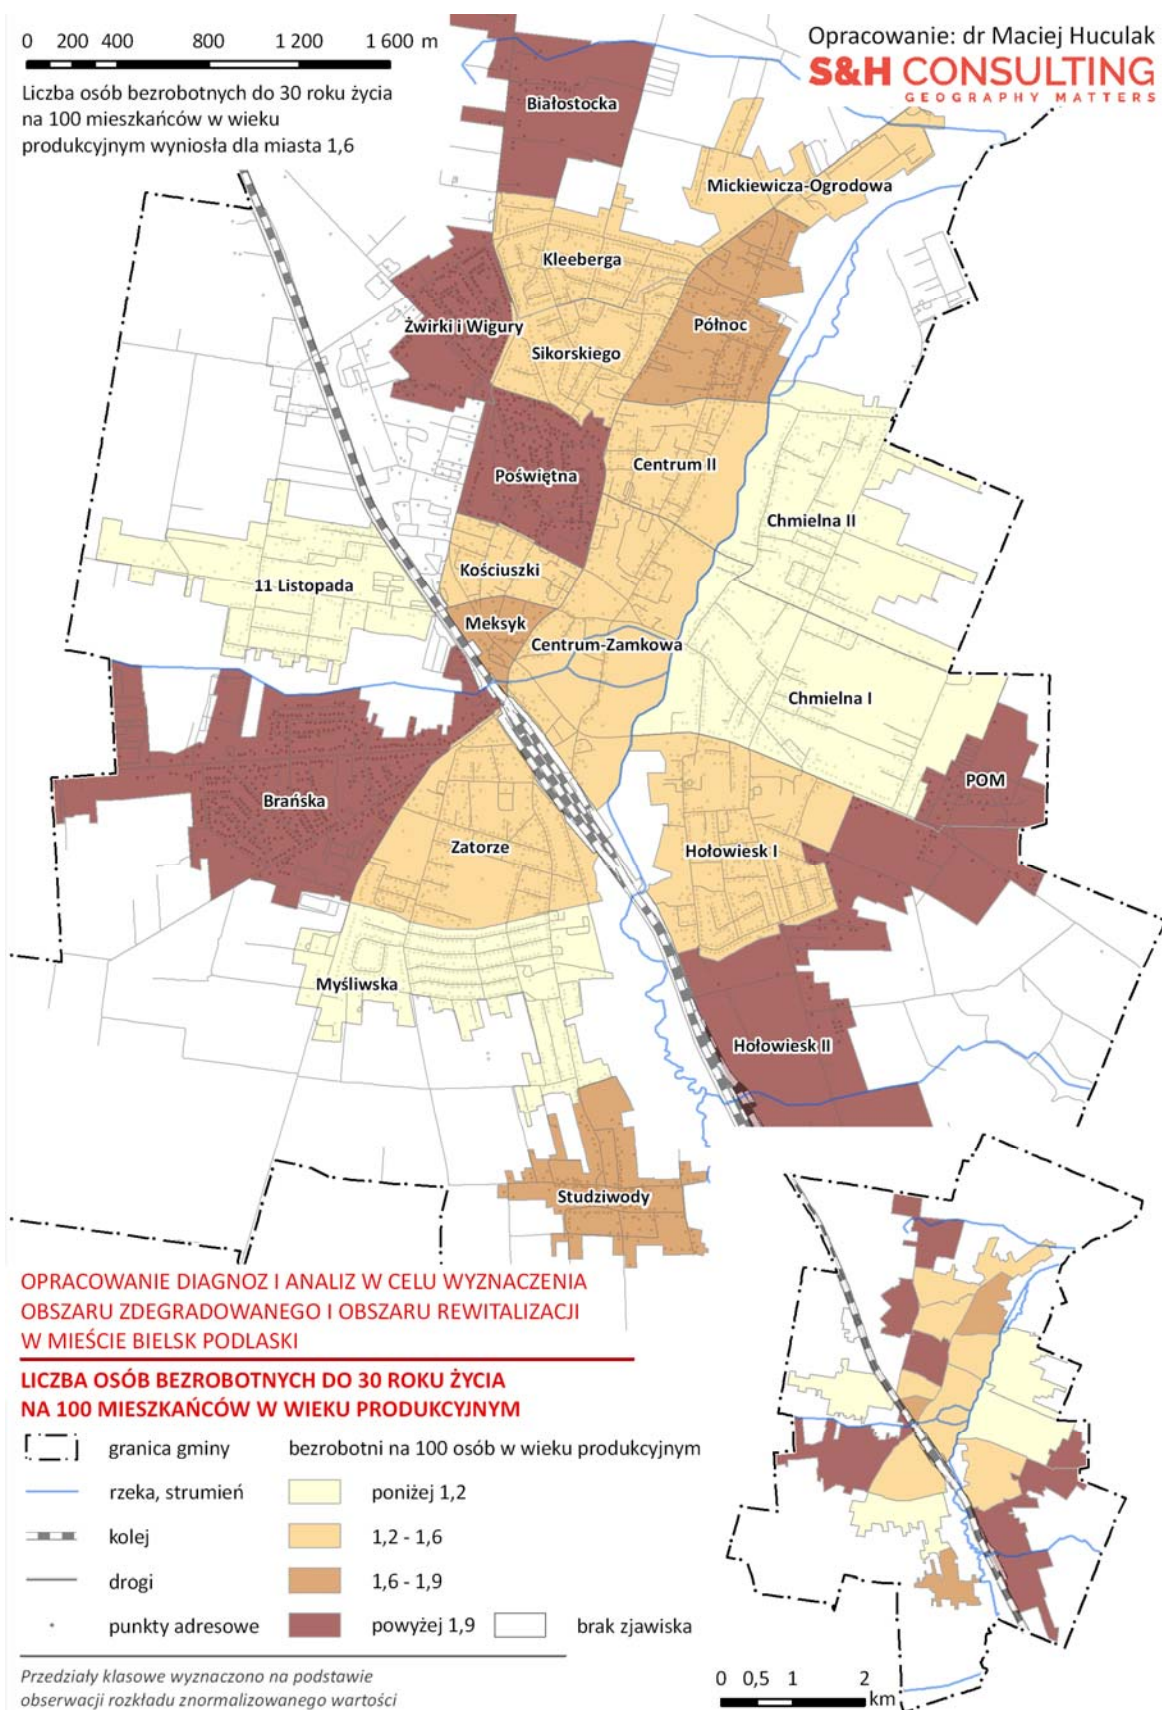 0 200 400 800 1 200 1 600 m
Opracowanie: dr Maciej Huculak
S&H CONSULTING
GEOGRAPHY MATTERS
Liczba osób bezrobotnych do 30 roku życia
na 100 mieszkańców w wieku
produkcyjnym wyniosła dla miasta 1,6
Białostocka
Mickiewicza-Ogrodowa
Kleeberga
Żwirki i Wigury
Północ
Sikorskiego
Centrum II
Poświętna
Chmielna II
Kościuszki
11 Listopada
Meksyk
Centrum-Zamkowa
Chmielna I
POM
Brańska
Zatorze
Hołowiesk I
Myśliwska
Hołowiesk II
Studziwody
OPRACOWANIE DIAGNOZ I ANALIZ W CELU WYZNACZENIA
OBSZARU ZDEGRADOWANEGO I OBSZARU REWITALIZACJI
W MIEŚCIE BIELSK PODLASKI
LICZBA OSÓB BEZROBOTNYCH DO 30 ROKU ŻYCIA
NA 100 MIESZKAŃCÓW W WIEKU PRODUKCYJNYM
granica gminy bezrobotni na 100 osób w wieku produkcyjnym
rzeka, strumień poniżej 1,2
kolej 1,2 - 1,6
drogi 1,6 - 1,9
punkty adresowe powyżej 1,9 brak zjawiska
Przedziały klasowe wyznaczono na podstawie
obserwacji rozkładu znormalizowanego wartości
0 0,5 1 2
km